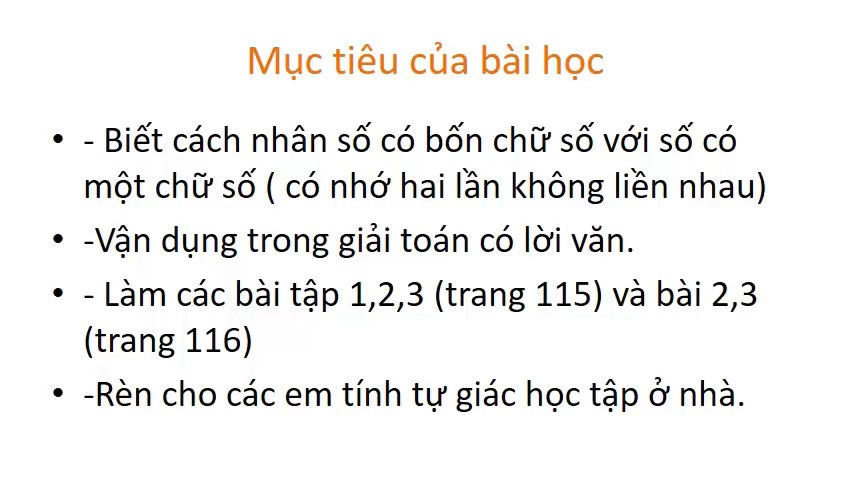 Mục tiêu của bài học
• - Biết cách nhân số có bốn chữ số với số có
một chữ số ( có nhớ hai lần không liền nhau)
• -Vận dụng trong giải toán có lời văn.
• - Làm các bài tập 1,2,3 (trang 115) và bài 2,3
(trang 116)
• -Rèn cho các em tính tự giác học tập ở nhà.